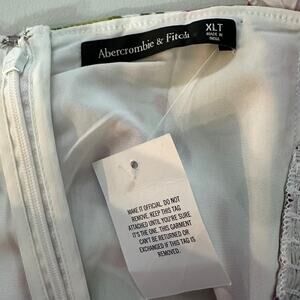 Abercrombie & Fitch
XLT
MADE IN
INDIA
MAKE IT OFFICIAL. DO NOT
REMOVE. KEEP THIS TAG
ATTACHED UNTIL YOU'RE SURE
IT'S THE ONE. THIS GARMENT
CAN'T BE RETURNED OR
EXCHANGED IF THIS TAG IS
REMOVED.